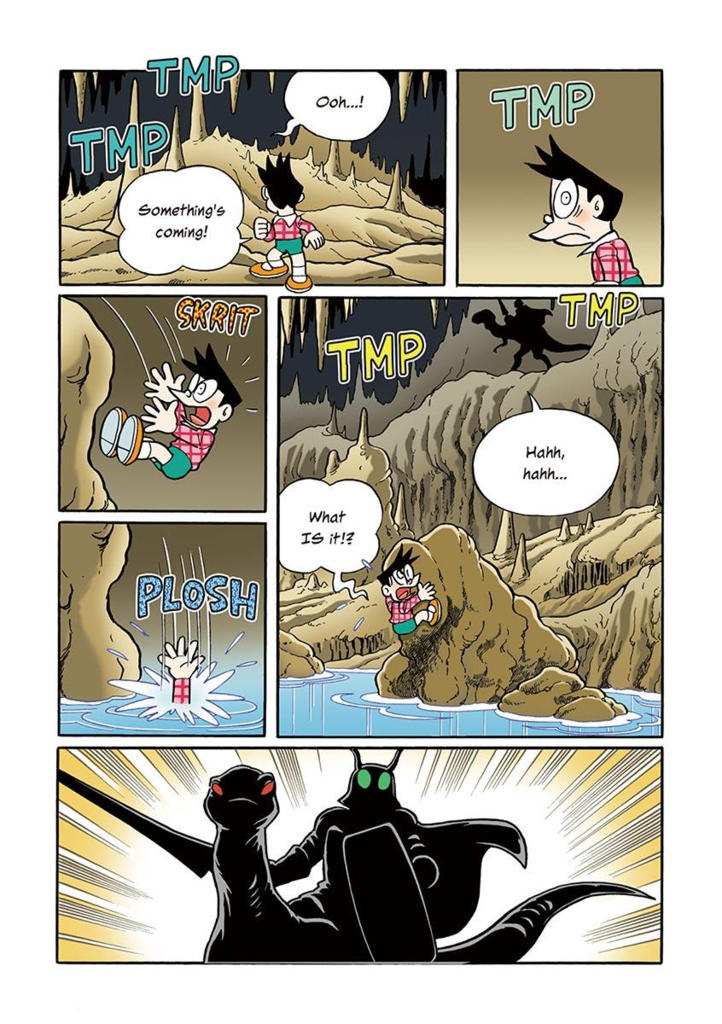 TMP
TMP
Ooh...!
Something's
coming!
TMP
SKRIT
TMP
TMP
Hahh,
hahh...
What
IS it!?
PLOSH